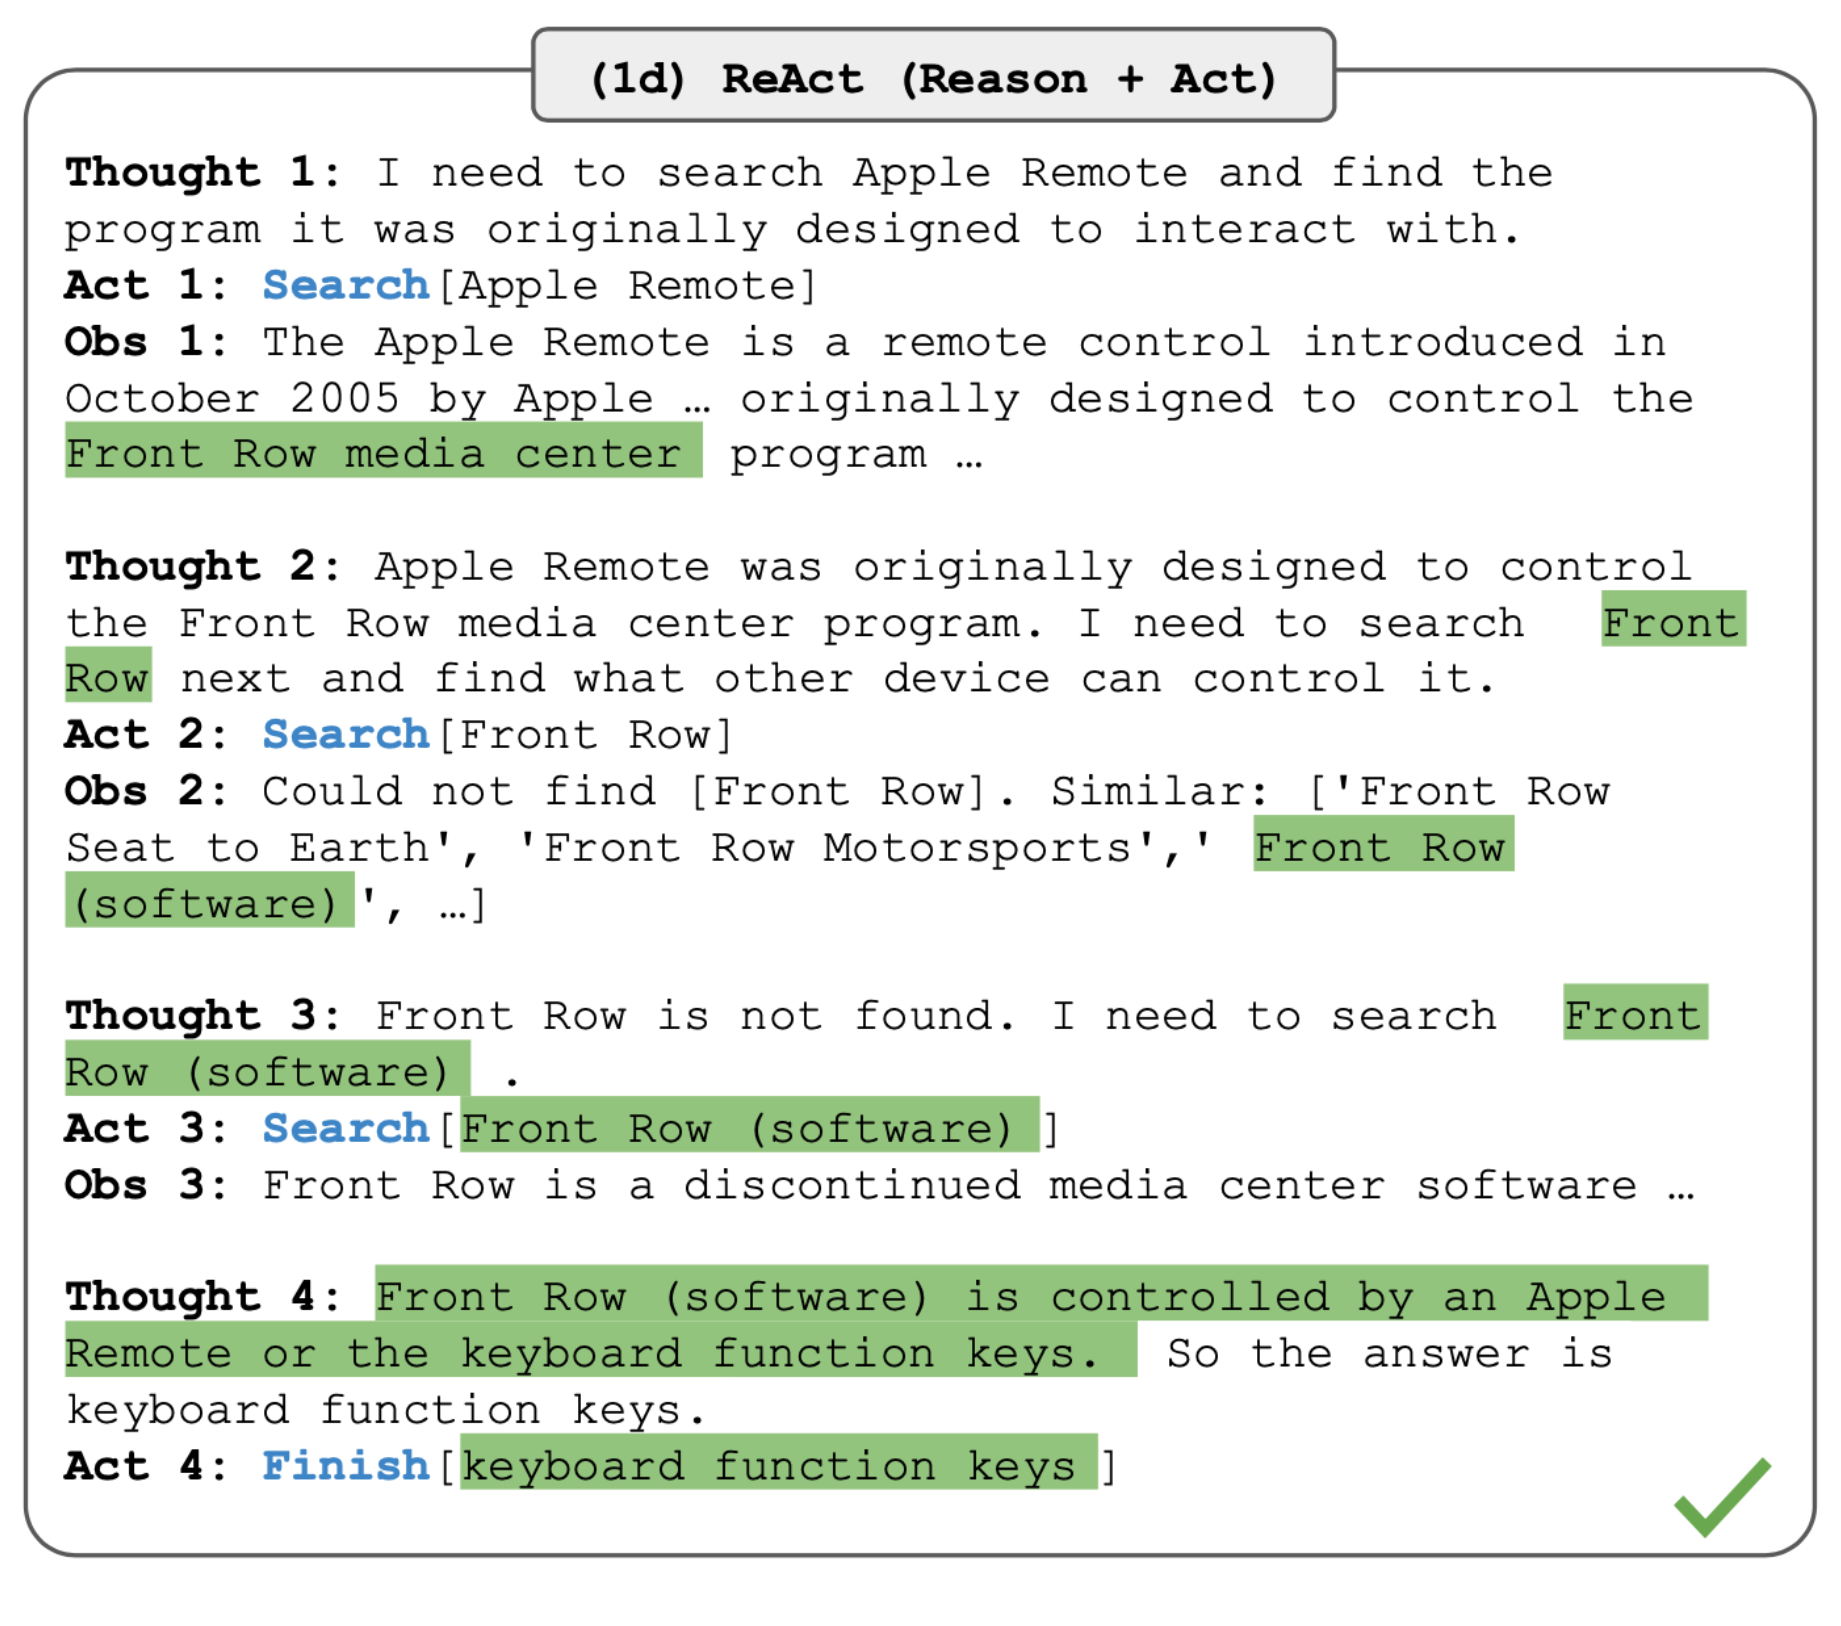 (1d) ReAct (Reason + Act)
Thought 1: I need to search Apple Remote and find the
program it was originally designed to interact with.
Act 1: Search[Apple Remote]
Obs 1: The Apple Remote is a remote control introduced in
October 2005 by Apple … originally designed to control the
Front Row media center program …
Thought 2: Apple Remote was originally designed to control
the Front Row media center program. I need to search Front
Row next and find what other device can control it.
Act 2: Search[Front Row]
Obs 2: Could not find [Front Row]. Similar: ['Front Row
Seat to Earth', 'Front Row Motorsports',' Front Row
(software)', …]
Thought 3: Front Row is not found. I need to search Front
Row (software) .
Act 3: Search[Front Row (software) ]
Obs 3: Front Row is a discontinued media center software …
Thought 4: Front Row (software) is controlled by an Apple
Remote or the keyboard function keys. So the answer is
keyboard function keys.
Act 4: Finish[keyboard function keys ]